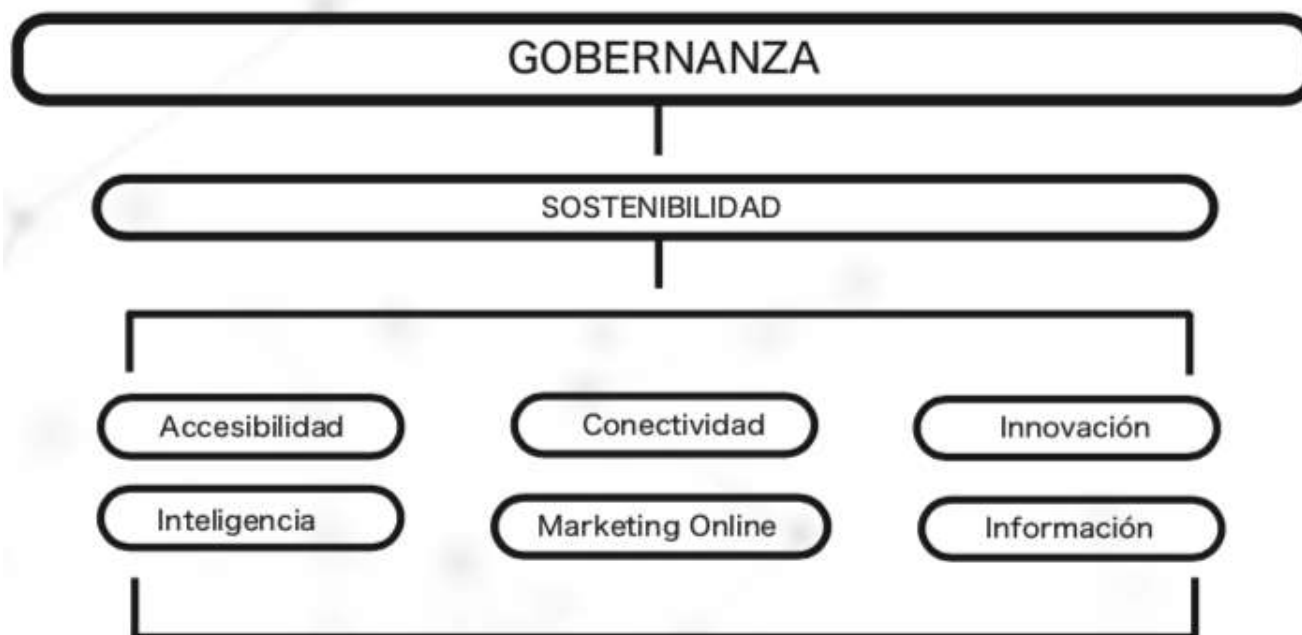 GOBERNANZA
SOSTENIBILIDAD
Accesibilidad
Conectividad
Innovación
Inteligencia
Marketing Online
Información